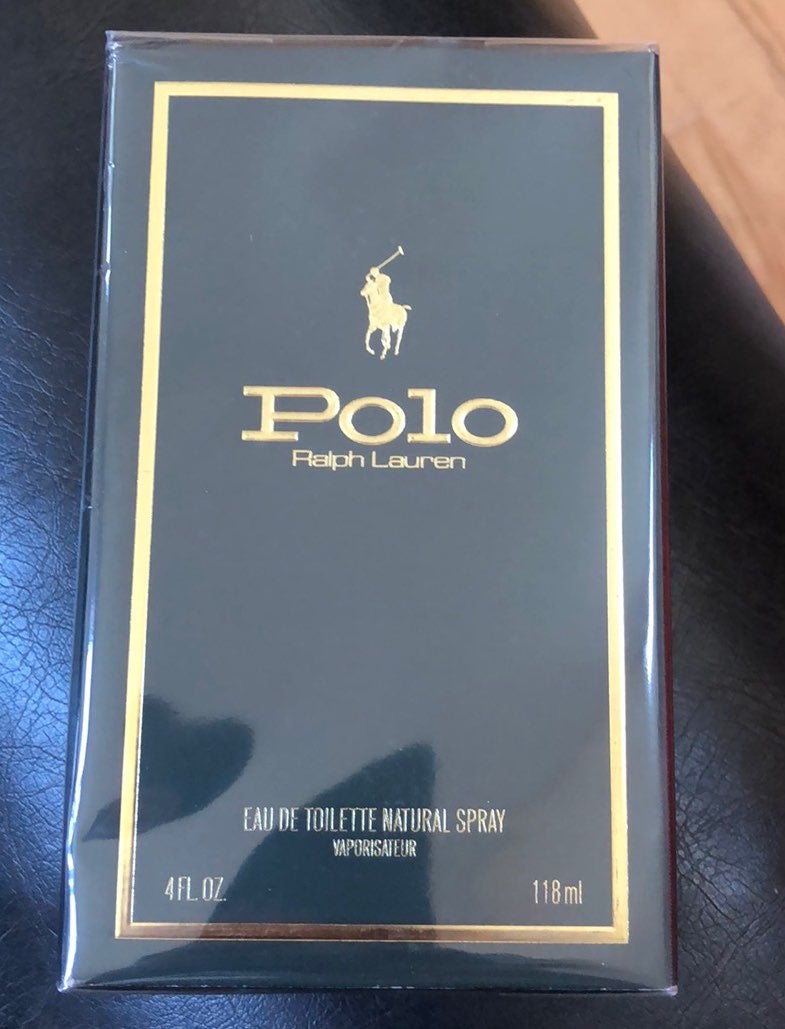 Polo
Ralph Lauren
EAU DE TOILETTE NATURAL SPRAY
VAPORISATEUR
4 FL. OZ. 118 ml